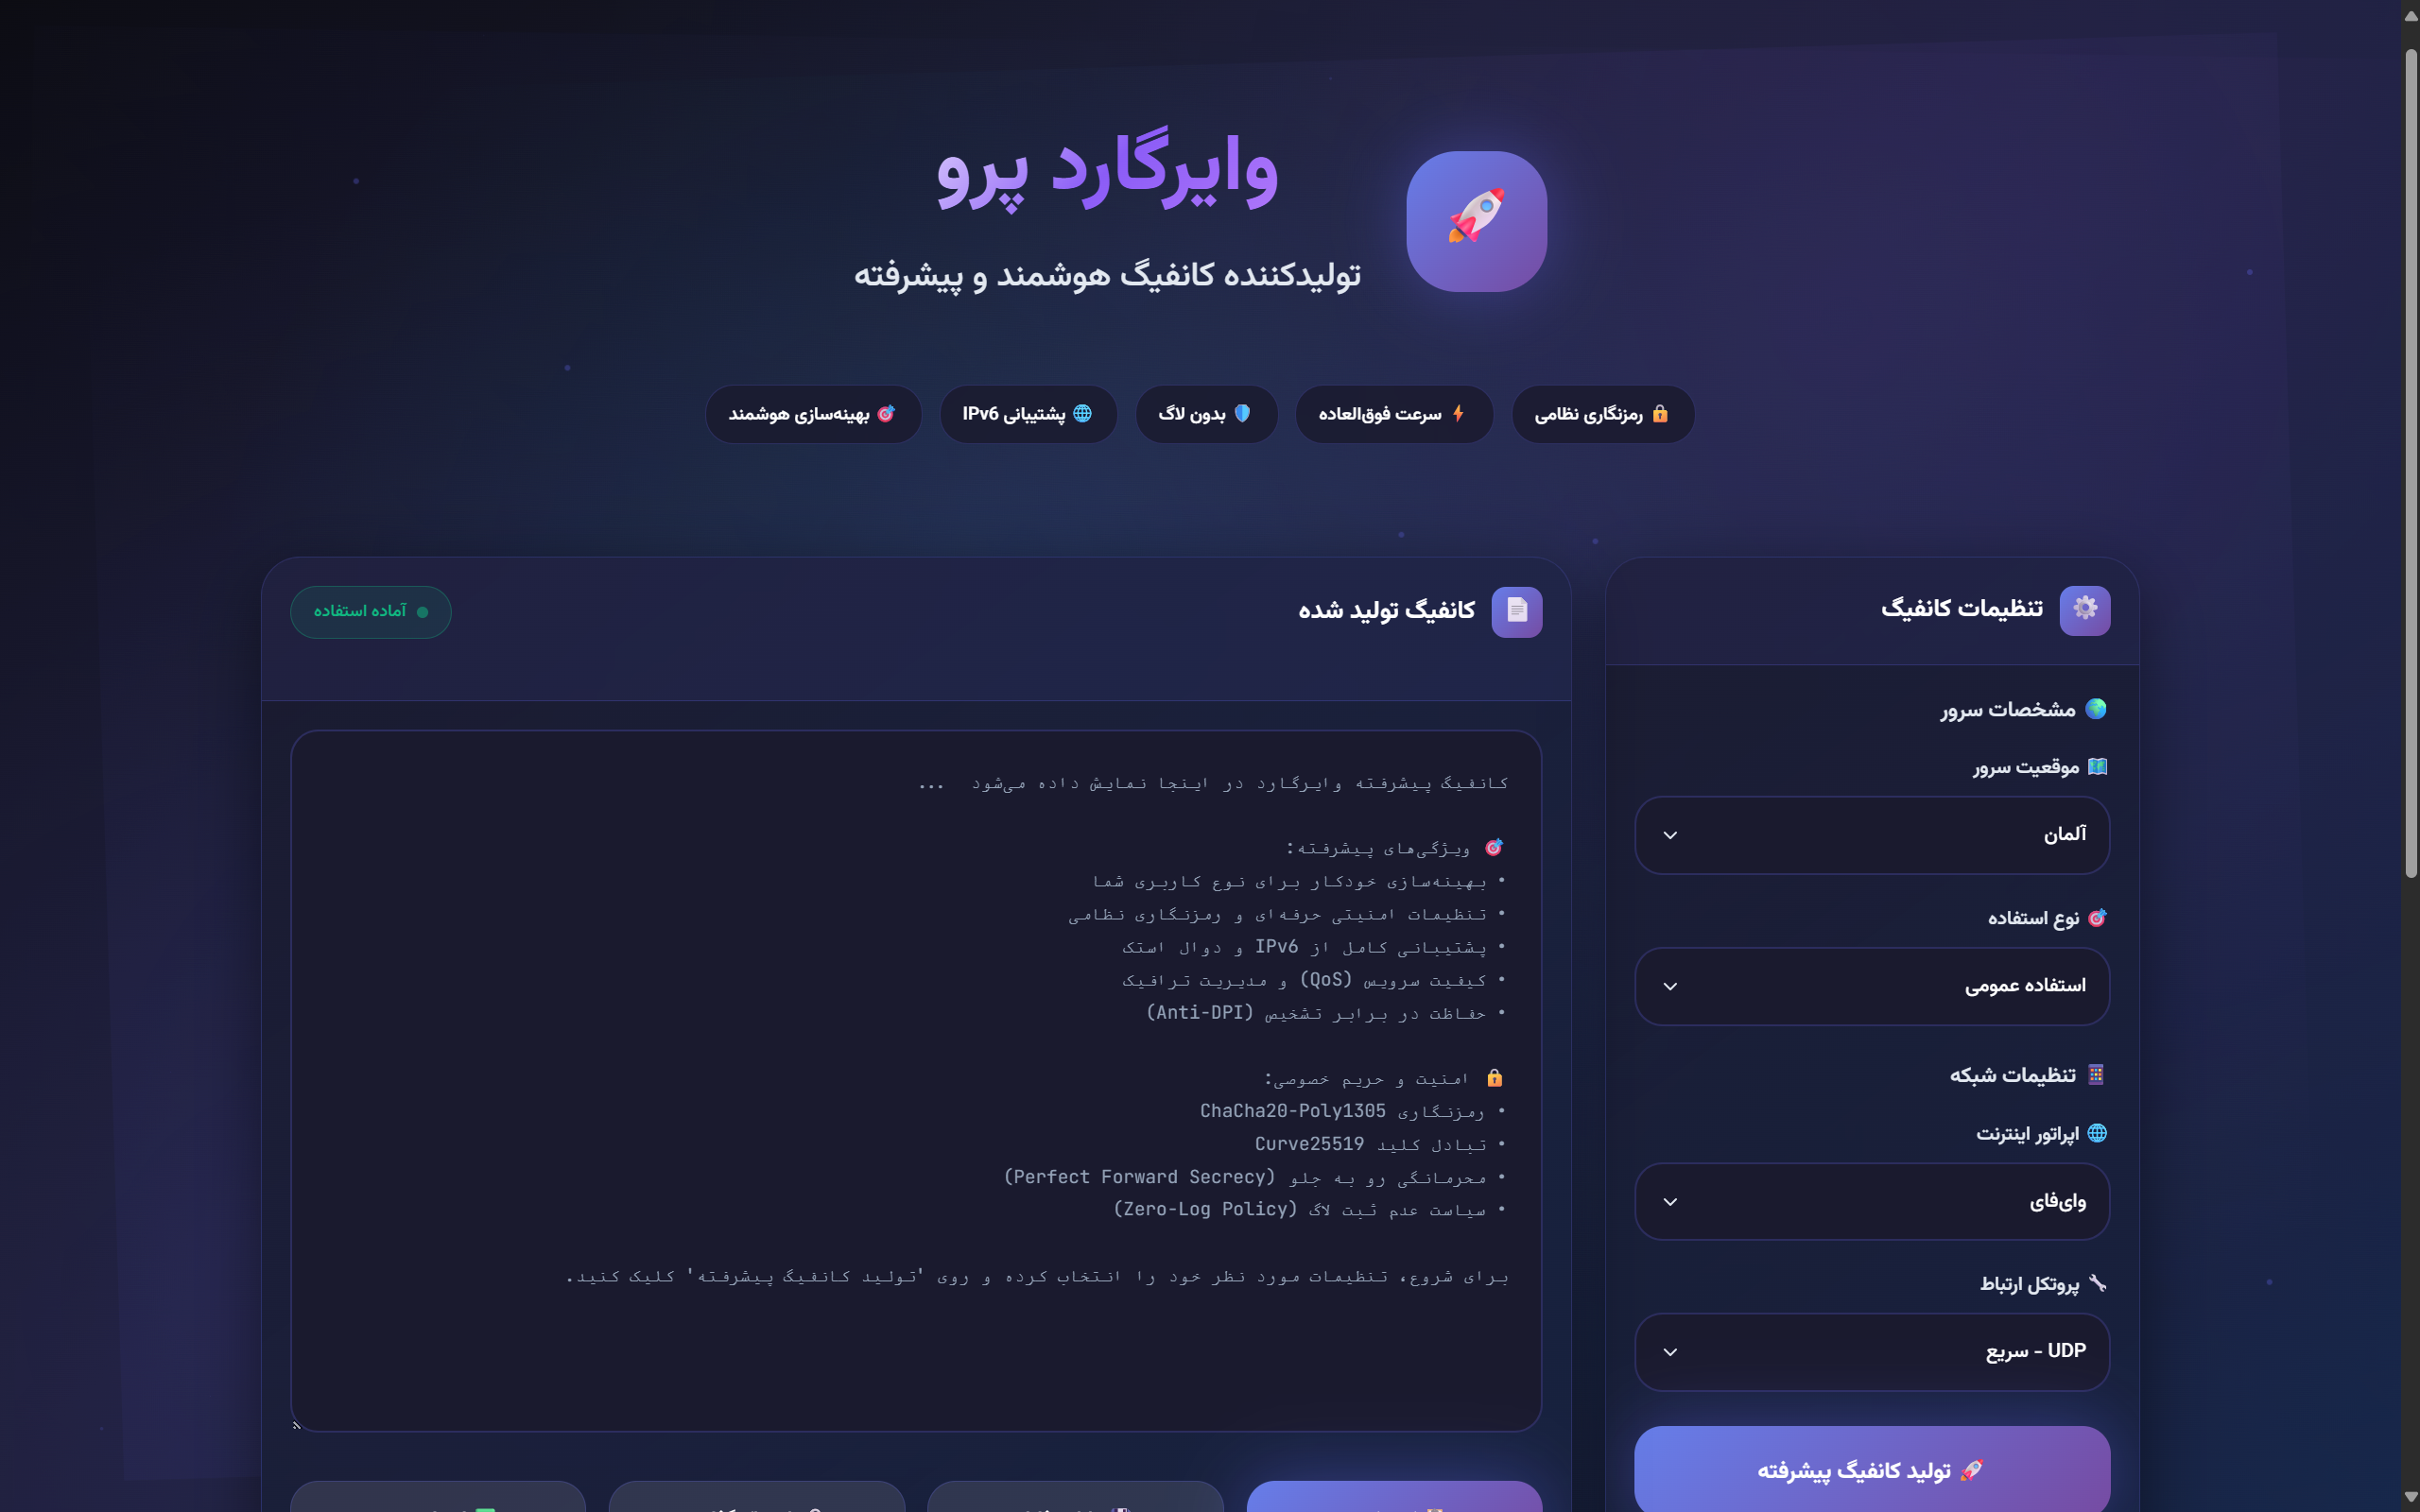 وایرگارد پرو
تولیدکننده کانفیگ هوشمند و پیشرفته
رمزنگاری نظامی
سرعت فوق‌العاده
بدون لاگ
پشتیبانی IPv6
بهینه‌سازی هوشمند
تنظیمات کانفیگ
مشخصات سرور
موقعیت سرور
آلمان
نوع استفاده
استفاده عمومی
تنظیمات شبکه
اپراتور اینترنت
وای‌فای
پروتکل ارتباط
UDP - سریع
تولید کانفیگ پیشرفته
کانفیگ تولید شده
آماده استفاده
کانفیگ پیشرفته وایرگارد در اینجا نمایش داده می‌شود ...
ویژگی‌های پیشرفته:
• بهینه‌سازی خودکار برای نوع کاربری شما
• تنظیمات امنیتی حرفه‌ای و رمزنگاری نظامی
• پشتیبانی کامل از IPv6 و دوال استک
• کیفیت سرویس (QoS) و مدیریت ترافیک
• حفاظت در برابر تشخیص (Anti-DPI)
امنیت و حریم خصوصی:
• رمزنگاری ChaCha20-Poly1305
• تبادل کلید Curve25519
• محرمانگی رو به جلو (Perfect Forward Secrecy)
• سیاست عدم ثبت لاگ (Zero-Log Policy)
برای شروع، تنظیمات مورد نظر خود را انتخاب کرده و روی 'تولید کانفیگ پیشرفته' کلیک کنید.